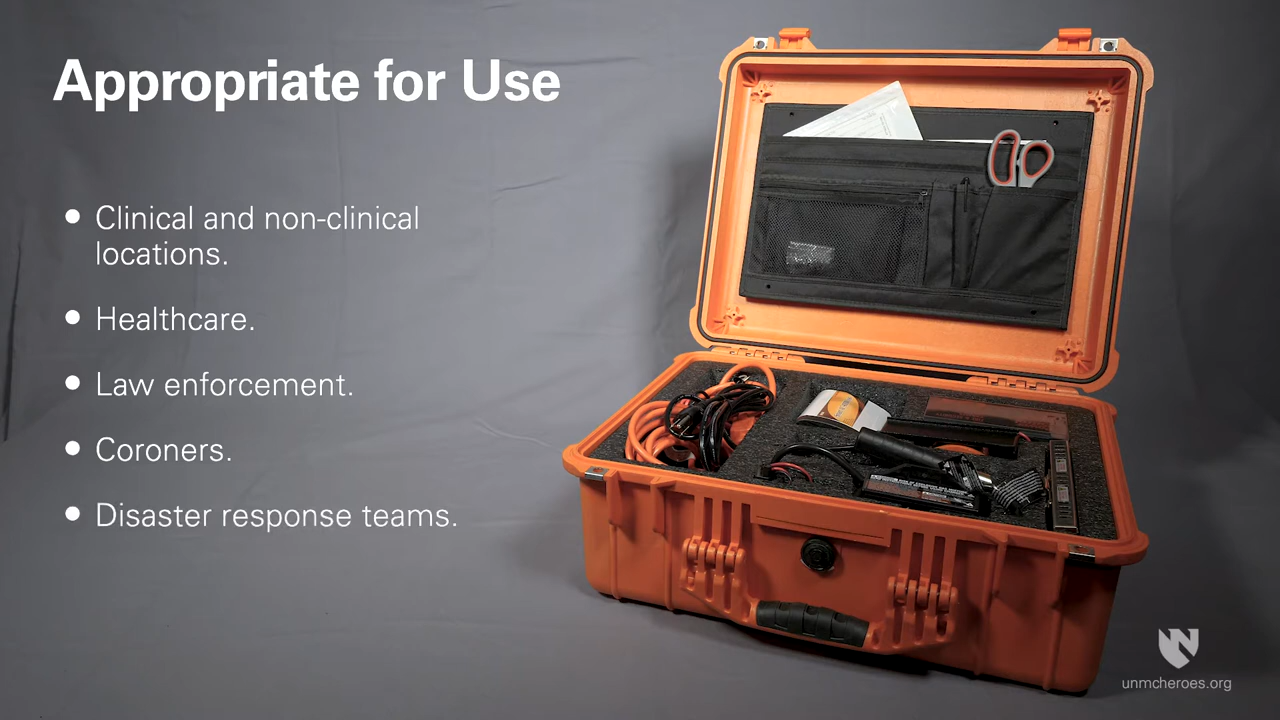 Appropriate for Use
● Clinical and non-clinical
locations.
● Healthcare.
● Law enforcement.
● Coroners.
● Disaster response teams.
unmcheroes.org